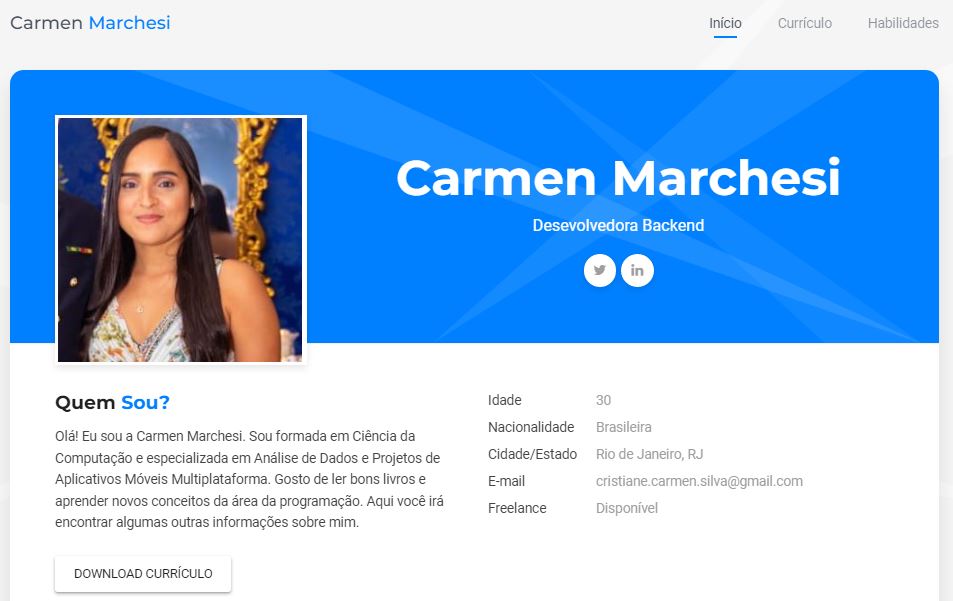 Carmen Marchesi
Início
Currículo
Habilidades
Carmen Marchesi
Desevolvedora Backend
in
Quem Sou?
Olá! Eu sou a Carmen Marchesi. Sou formada em Ciência da
Computação e especializada em Análise de Dados e Projetos de
Aplicativos Móveis Multiplataforma. Gosto de ler bons livros e
aprender novos conceitos da área da programação. Aqui você irá
encontrar algumas outras informações sobre mim.
DOWNLOAD CURRÍCULO
Idade 30
Nacionalidade Brasileira
Cidade/Estado Rio de Janeiro, RJ
E-mail cristiane.carmen.silva@gmail.com
Freelance Disponível